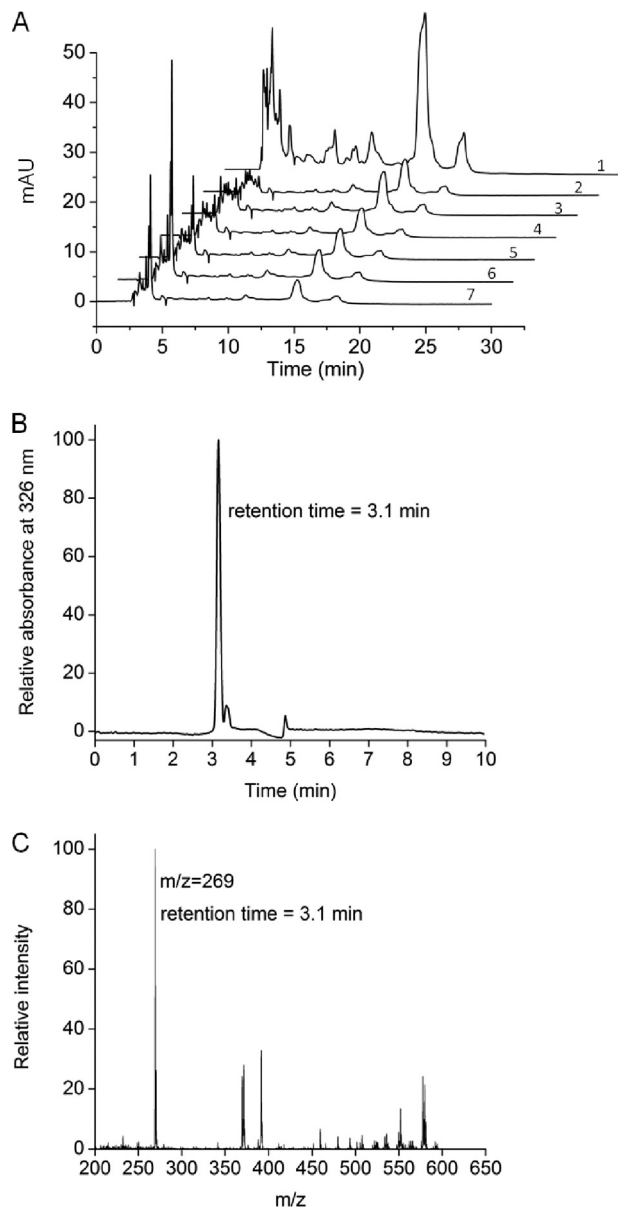 A
50
40
30
20
10
0
mAU
1
2
3
4
5
6
7
0 5 10 15 20 25 30
Time (min)
B
100
80
60
40
20
0
Relative absorbance at 326 nm
retention time = 3.1 min
0 1 2 3 4 5 6 7 8 9 10
Time (min)
C
100
80
60
40
20
0
Relative intensity
m/z=269
retention time = 3.1 min
200 250 300 350 400 450 500 550 600 650
m/z